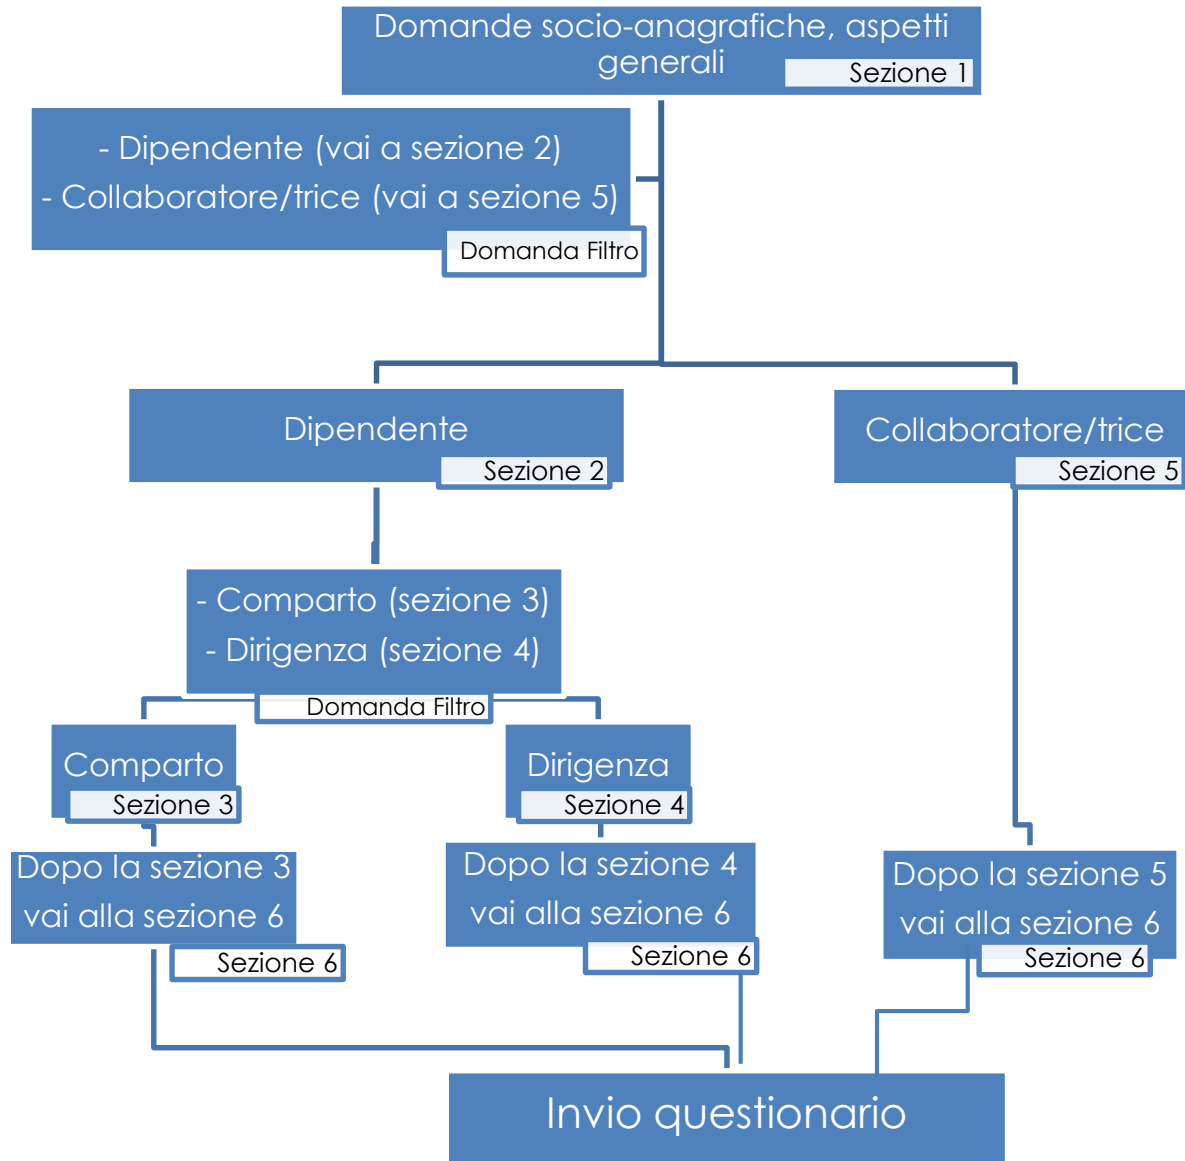 Domande socio-anagrafiche, aspetti
generali
Sezione 1
- Dipendente (vai a sezione 2)
- Collaboratore/trice (vai a sezione 5)
Domanda Filtro
Dipendente
Sezione 2
Collaboratore/trice
Sezione 5
- Comparto (sezione 3)
- Dirigenza (sezione 4)
Domanda Filtro
Comparto
Sezione 3
Dirigenza
Sezione 4
Dopo la sezione 3
vai alla sezione 6
Sezione 6
Dopo la sezione 4
vai alla sezione 6
Sezione 6
Dopo la sezione 5
vai alla sezione 6
Sezione 6
Invio questionario